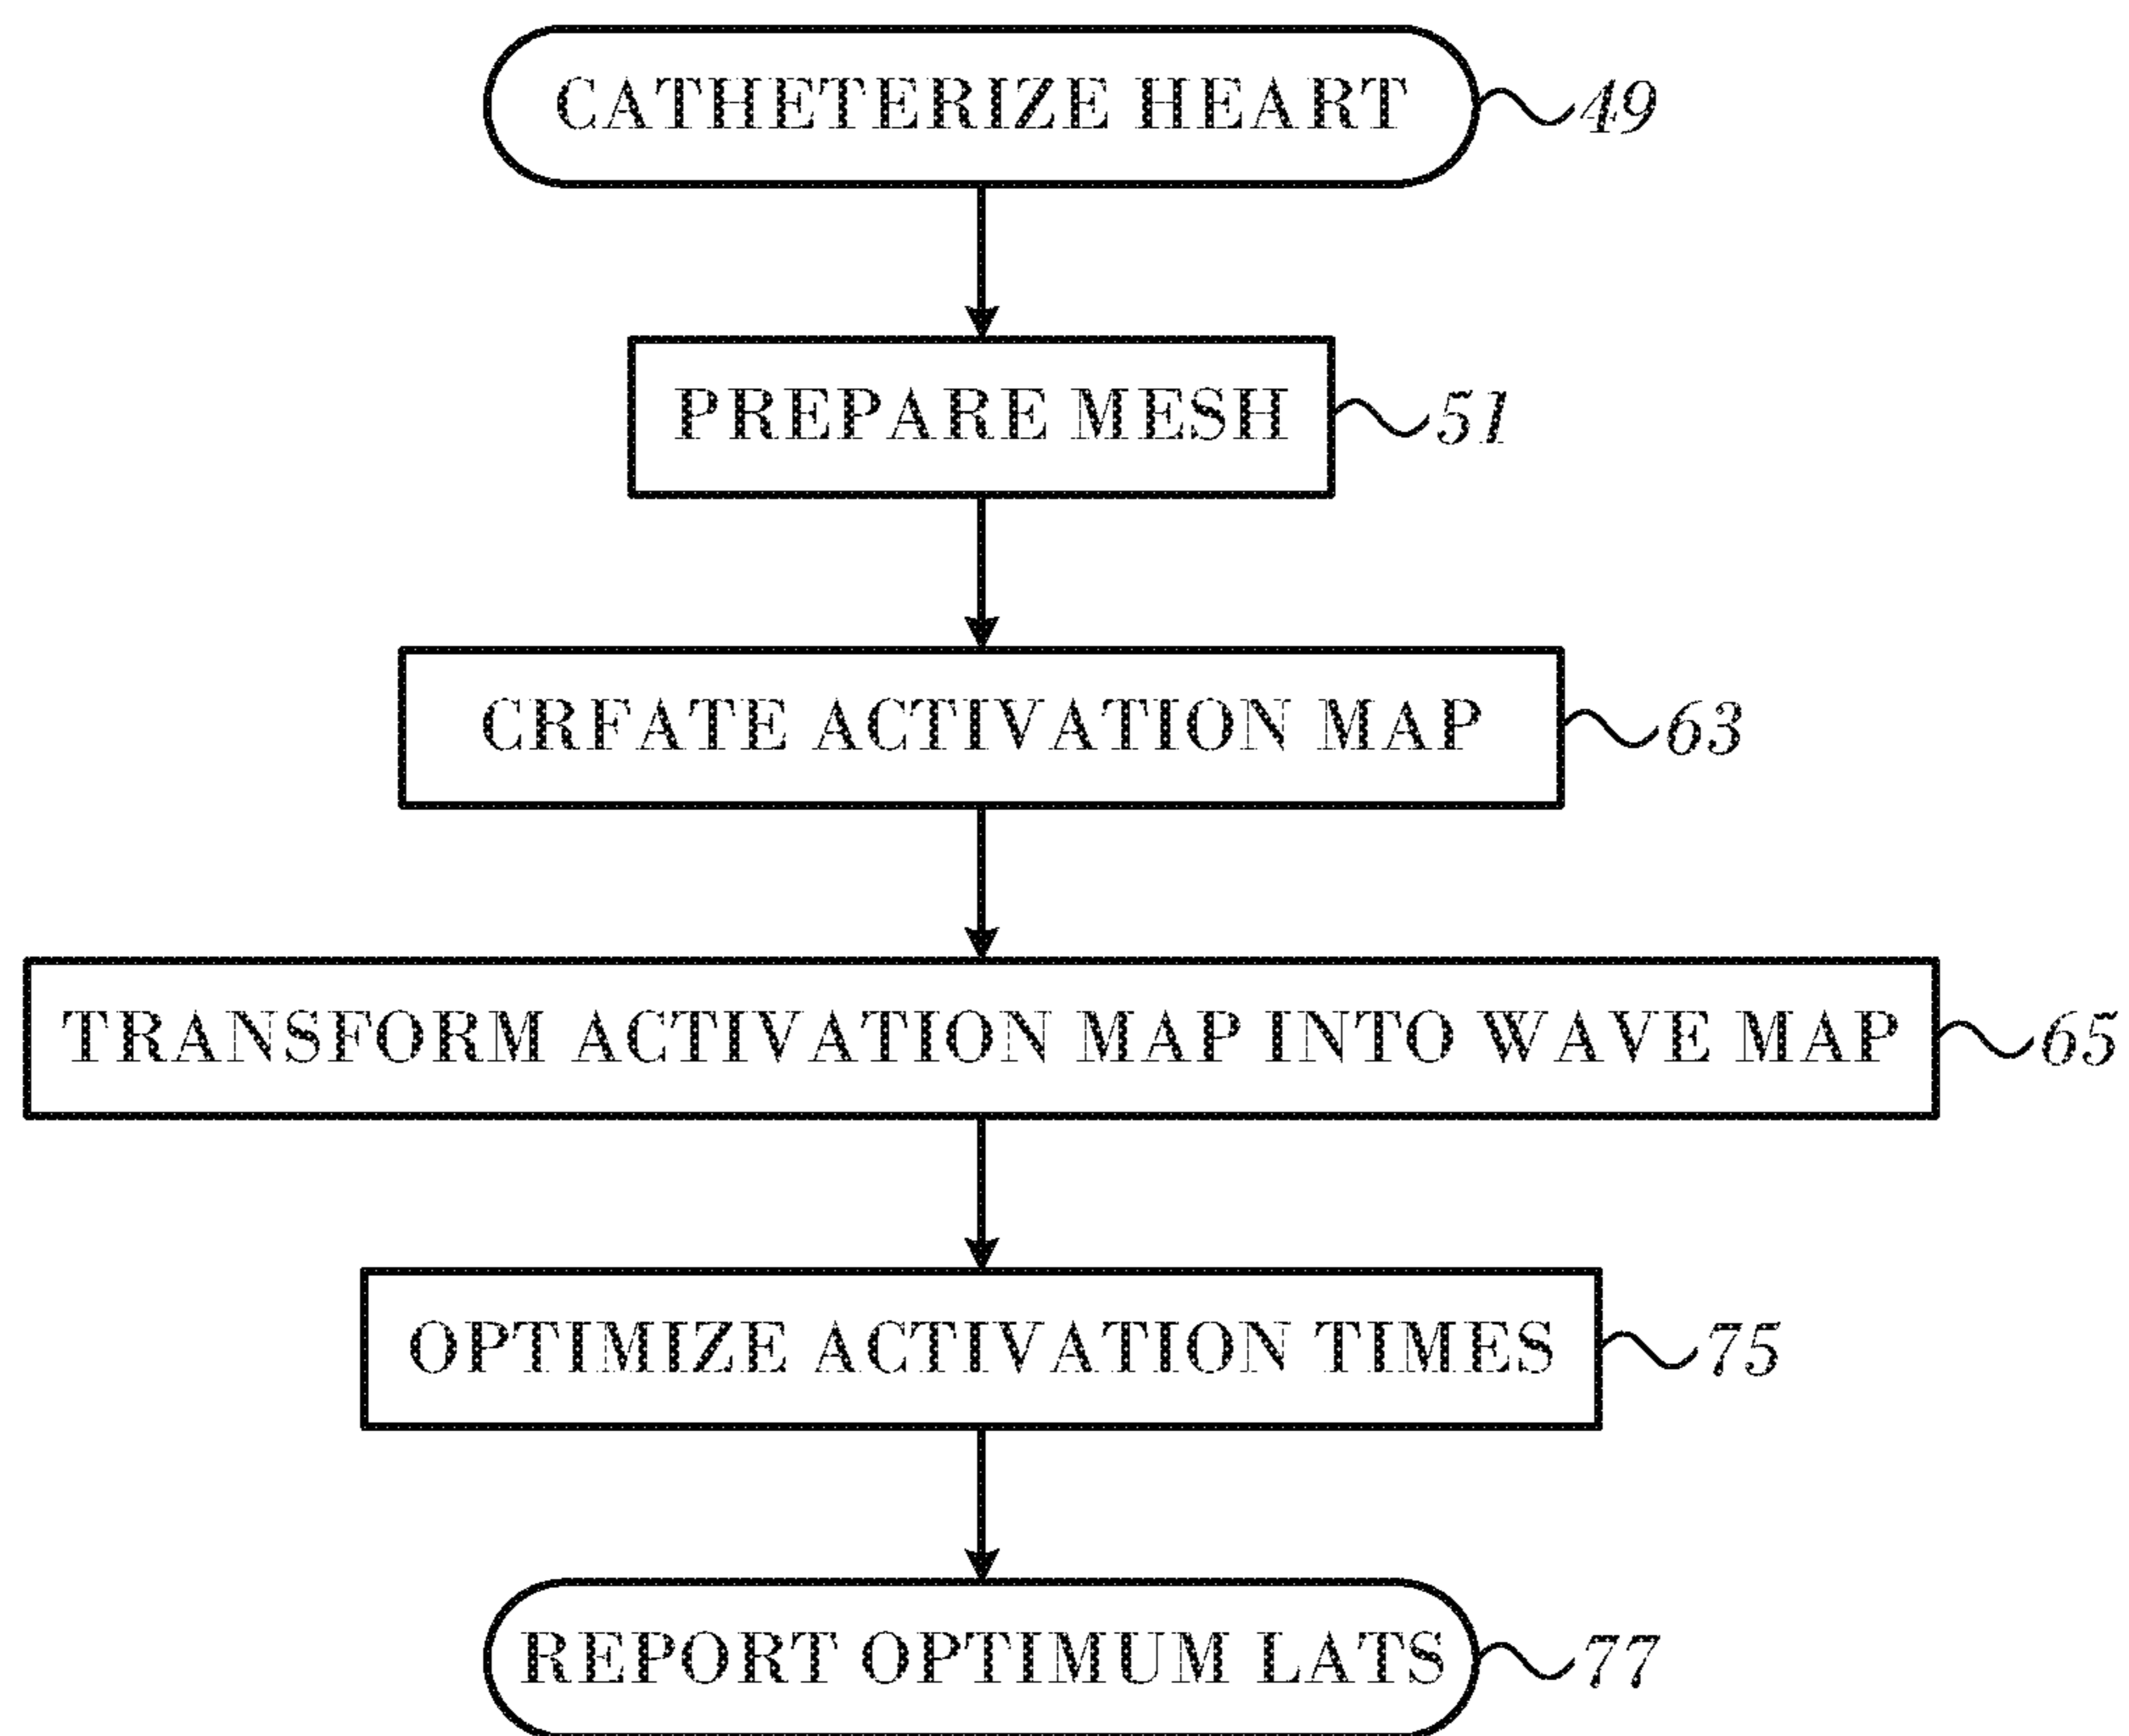 CATHETERIZE HEART 49
PREPARE MESH 51
CRFATE ACTIVATION MAP 63
TRANSFORM ACTIVATION MAP INTO WAVE MAP 65
OPTIMIZE ACTIVATION TIMES 75
REPORT OPTIMUM LATS 77